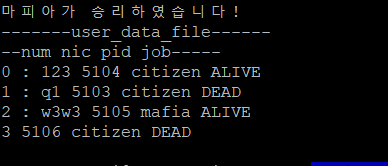 마피아가 승리하였습니다!
-------user_data_file------
--num nic pid job-----
0 : 123 5104 citizen ALIVE
1 : q1 5103 citizen DEAD
2 : w3w3 5105 mafia ALIVE
3 5106 citizen DEAD